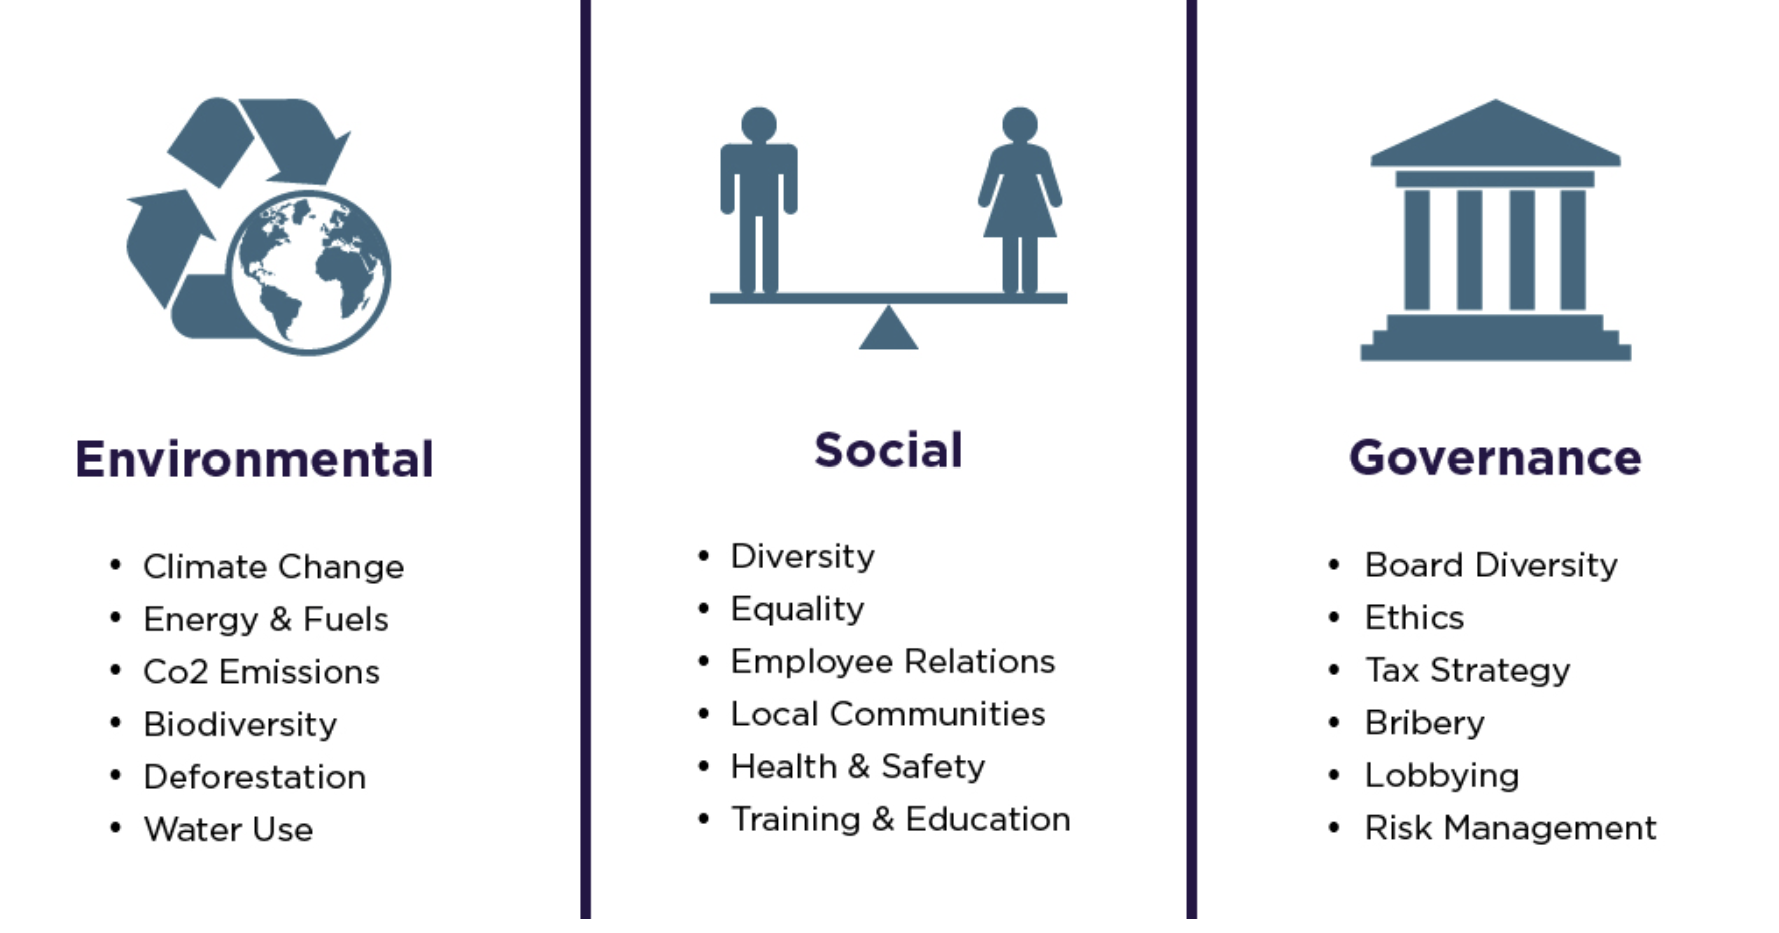 Environmental
• Climate Change
• Energy & Fuels
• Co2 Emissions
• Biodiversity
• Deforestation
• Water Use
Social
• Diversity
• Equality
• Employee Relations
• Local Communities
• Health & Safety
• Training & Education
Governance
• Board Diversity
• Ethics
• Tax Strategy
• Bribery
• Lobbying
• Risk Management